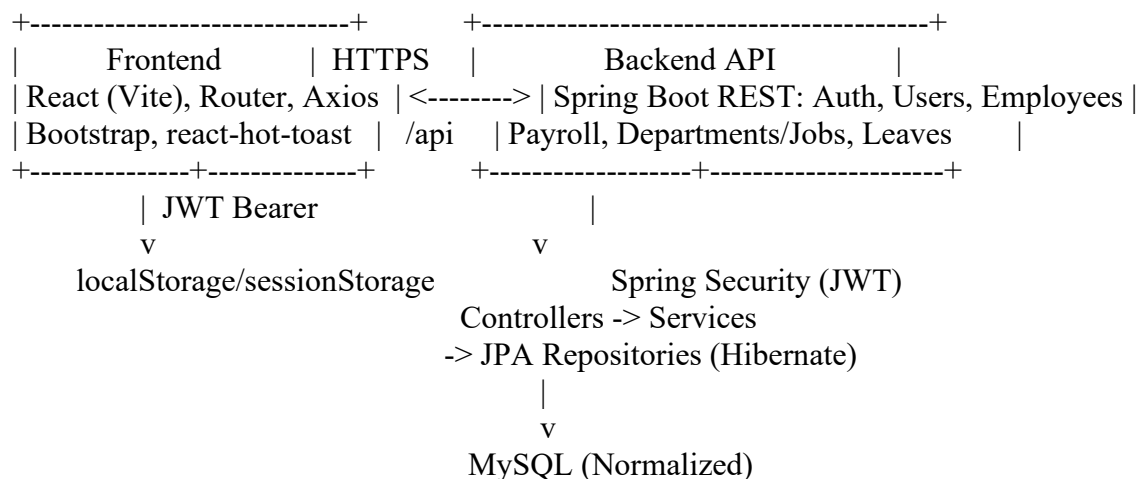 +-----------------------------+ +------------------------------------------+
| Frontend | HTTPS | Backend API |
| React (Vite), Router, Axios | <--------> | Spring Boot REST: Auth, Users, Employees |
| Bootstrap, react-hot-toast | /api | Payroll, Departments/Jobs, Leaves |
+---------------+--------------+ +-------------------+----------------------+
| JWT Bearer |
v v
localStorage/sessionStorage Spring Security (JWT)
Controllers -> Services
-> JPA Repositories (Hibernate)
|
v
MySQL (Normalized)